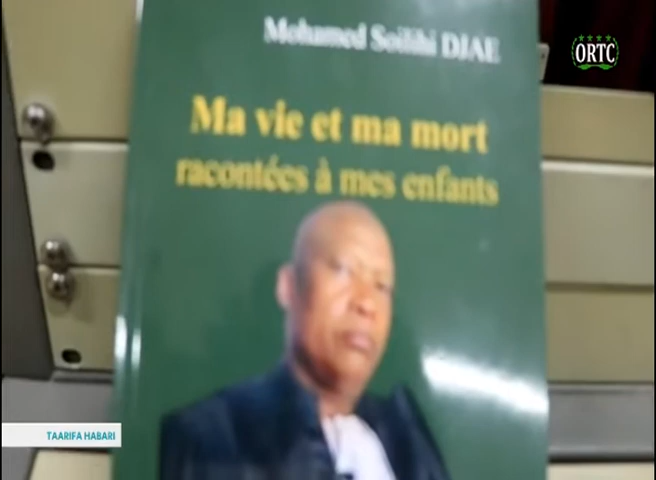 Mohamed Soilihi DJAE
ORTC
Ma vie et ma mort
racontées à mes enfants
TAARIFA HABARI